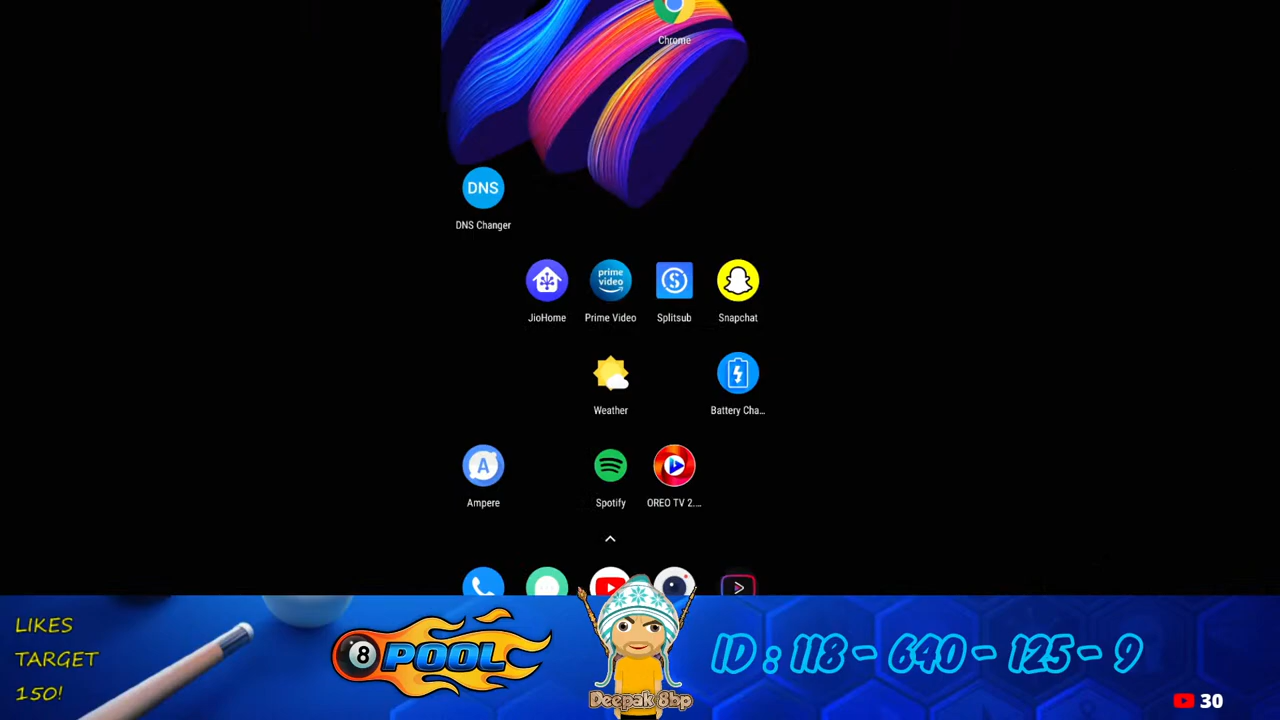 Chrome
DNS
DNS Changer
prime video
JioHome Prime Video Splitsub Snapchat
Weather Battery Cha...
A
Ampere Spotify OREO TV 2....
LIKES
TARGET
150!
8 POOL
Deepak 8bp
ID : 118 - 640 - 125 - 9
30